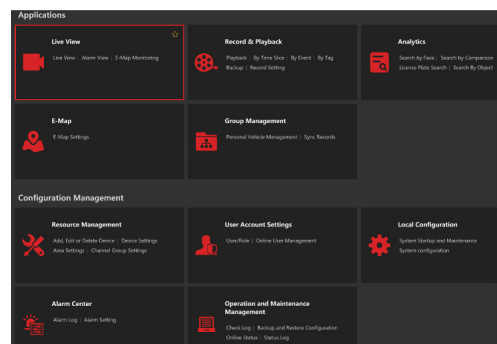 Applications
Live View
Live View | Alarm View | E-Map Monitoring
Record & Playback
Playback | By Time Slice | By Event | By Tag
Backup | Record Setting
Analytics
Search by Face | Search by Comparison
License Plate Search | Search By Object
E-Map
E-Map Settings
Group Management
Personal Vehicle Management | Sync Records
Configuration Management
Resource Management
Add, Edit or Delete Device | Device Settings
Area Settings | Channel Group Settings
User Account Settings
User/Role | Online User Management
Local Configuration
System Startup and Maintenance
System configuration
Alarm Center
Alarm Log | Alarm Setting
Operation and Maintenance
Management
Check Log | Backup and Restore Configuration
Online Status | Status Log